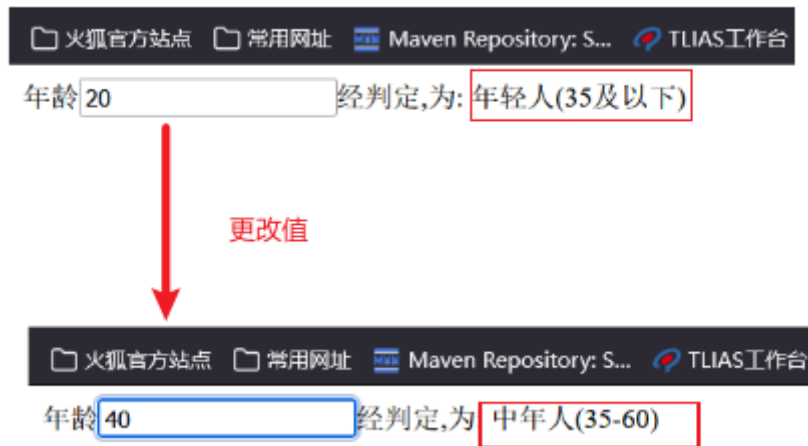 火狐官方站点 常用网址 Maven Repository: S... TLIAS工作台
年龄 20 经判定,为: 年轻人(35及以下)
更改值
火狐官方站点 常用网址 Maven Repository: S... TLIAS工作台
年龄 40 经判定,为 中年人(35-60)